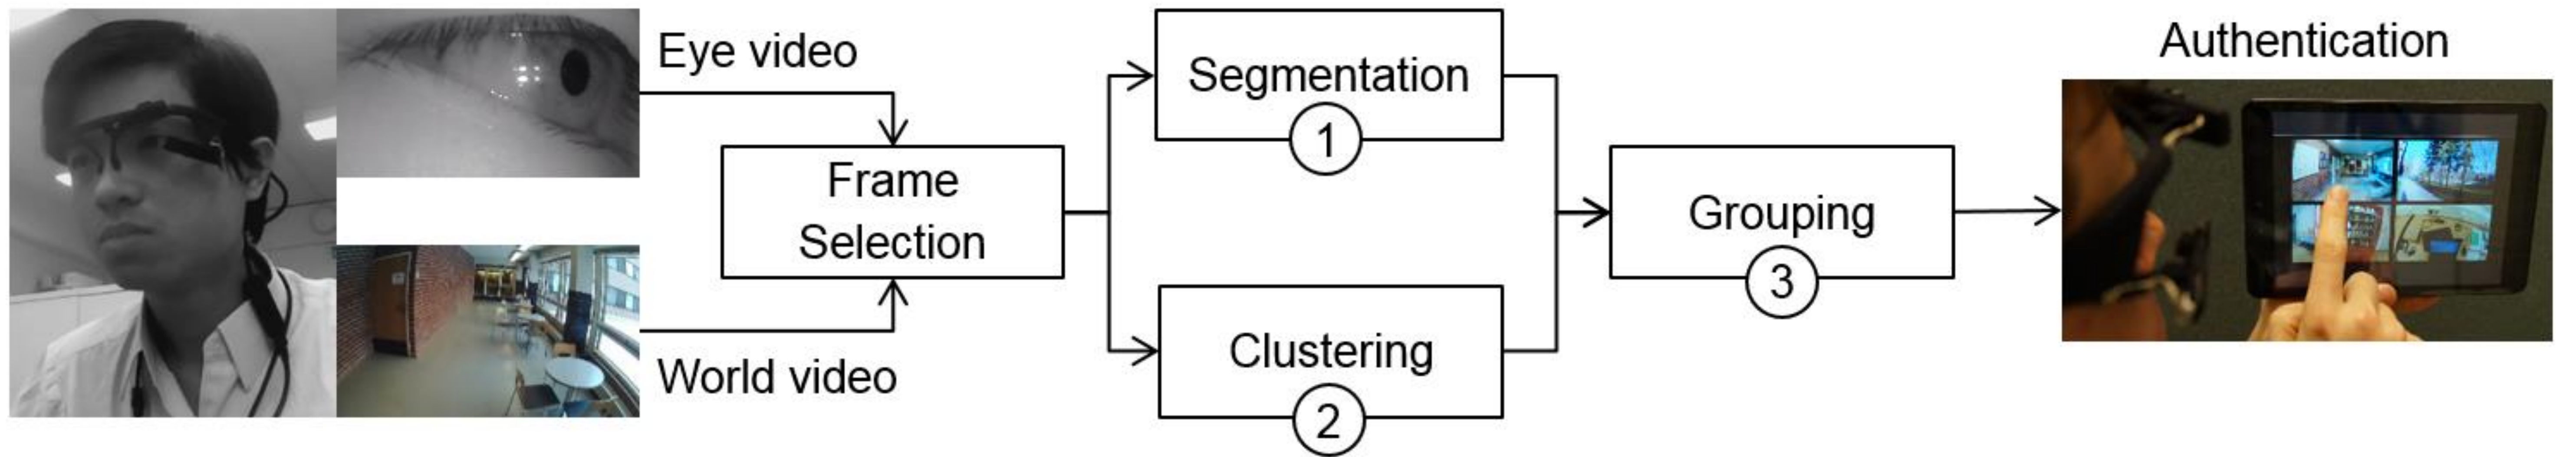 Eye video
World video
Frame
Selection
Segmentation
1
Clustering
2
Grouping
3
Authentication